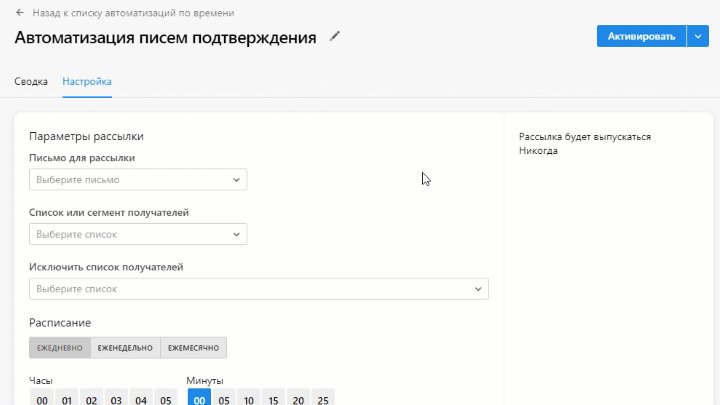 Назад к списку автоматизаций по времени
Автоматизация писем подтверждения
Активировать
Сводка Настройка
Параметры рассылки
Рассылка будет выпускаться
Никогда
Письмо для рассылки
Выберите письмо
Список или сегмент получателей
Выберите список
Исключить список получателей
Выберите список
Расписание
ЕЖЕДНЕВНО ЕЖЕНЕДЕЛЬНО ЕЖЕМЕСЯЧНО
Часы Минуты
00 01 02 03 04 05 00 05 10 15 20 25